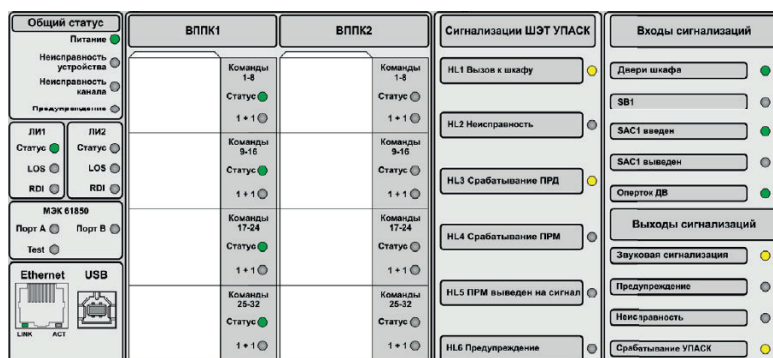 Общий статус
Питание
Неисправность
устройства
Неисправность
канала
Предупреждение
ЛИ1
Статус
LOS
RDI
ЛИ2
Статус
LOS
RDI
МЭК 61850
Порт A
Порт B
Test
Ethernet
USB
LINK
ACT
ВППК1
Команды
1-8
Статус
1 + 1
Команды
9-16
Статус
1 + 1
Команды
17-24
Статус
1 + 1
Команды
25-32
Статус
1 + 1
ВППК2
Команды
1-8
Статус
1 + 1
Команды
9-16
Статус
1 + 1
Команды
17-24
Статус
1 + 1
Команды
25-32
Статус
1 + 1
Сигнализации ШЭТ УПАСК
HL1 Вызов к шкафу
HL2 Неисправность
HL3 Срабатывание ПРД
HL4 Срабатывание ПРМ
HL5 ПРМ выведен на сигнал
HL6 Предупреждение
Входы сигнализаций
Двери шкафа
SB1
SAC1 введен
SAC1 выведен
Оперток ДВ
Выходы сигнализаций
Звуковая сигнализация
Предупреждение
Неисправность
Срабатывание УПАСК